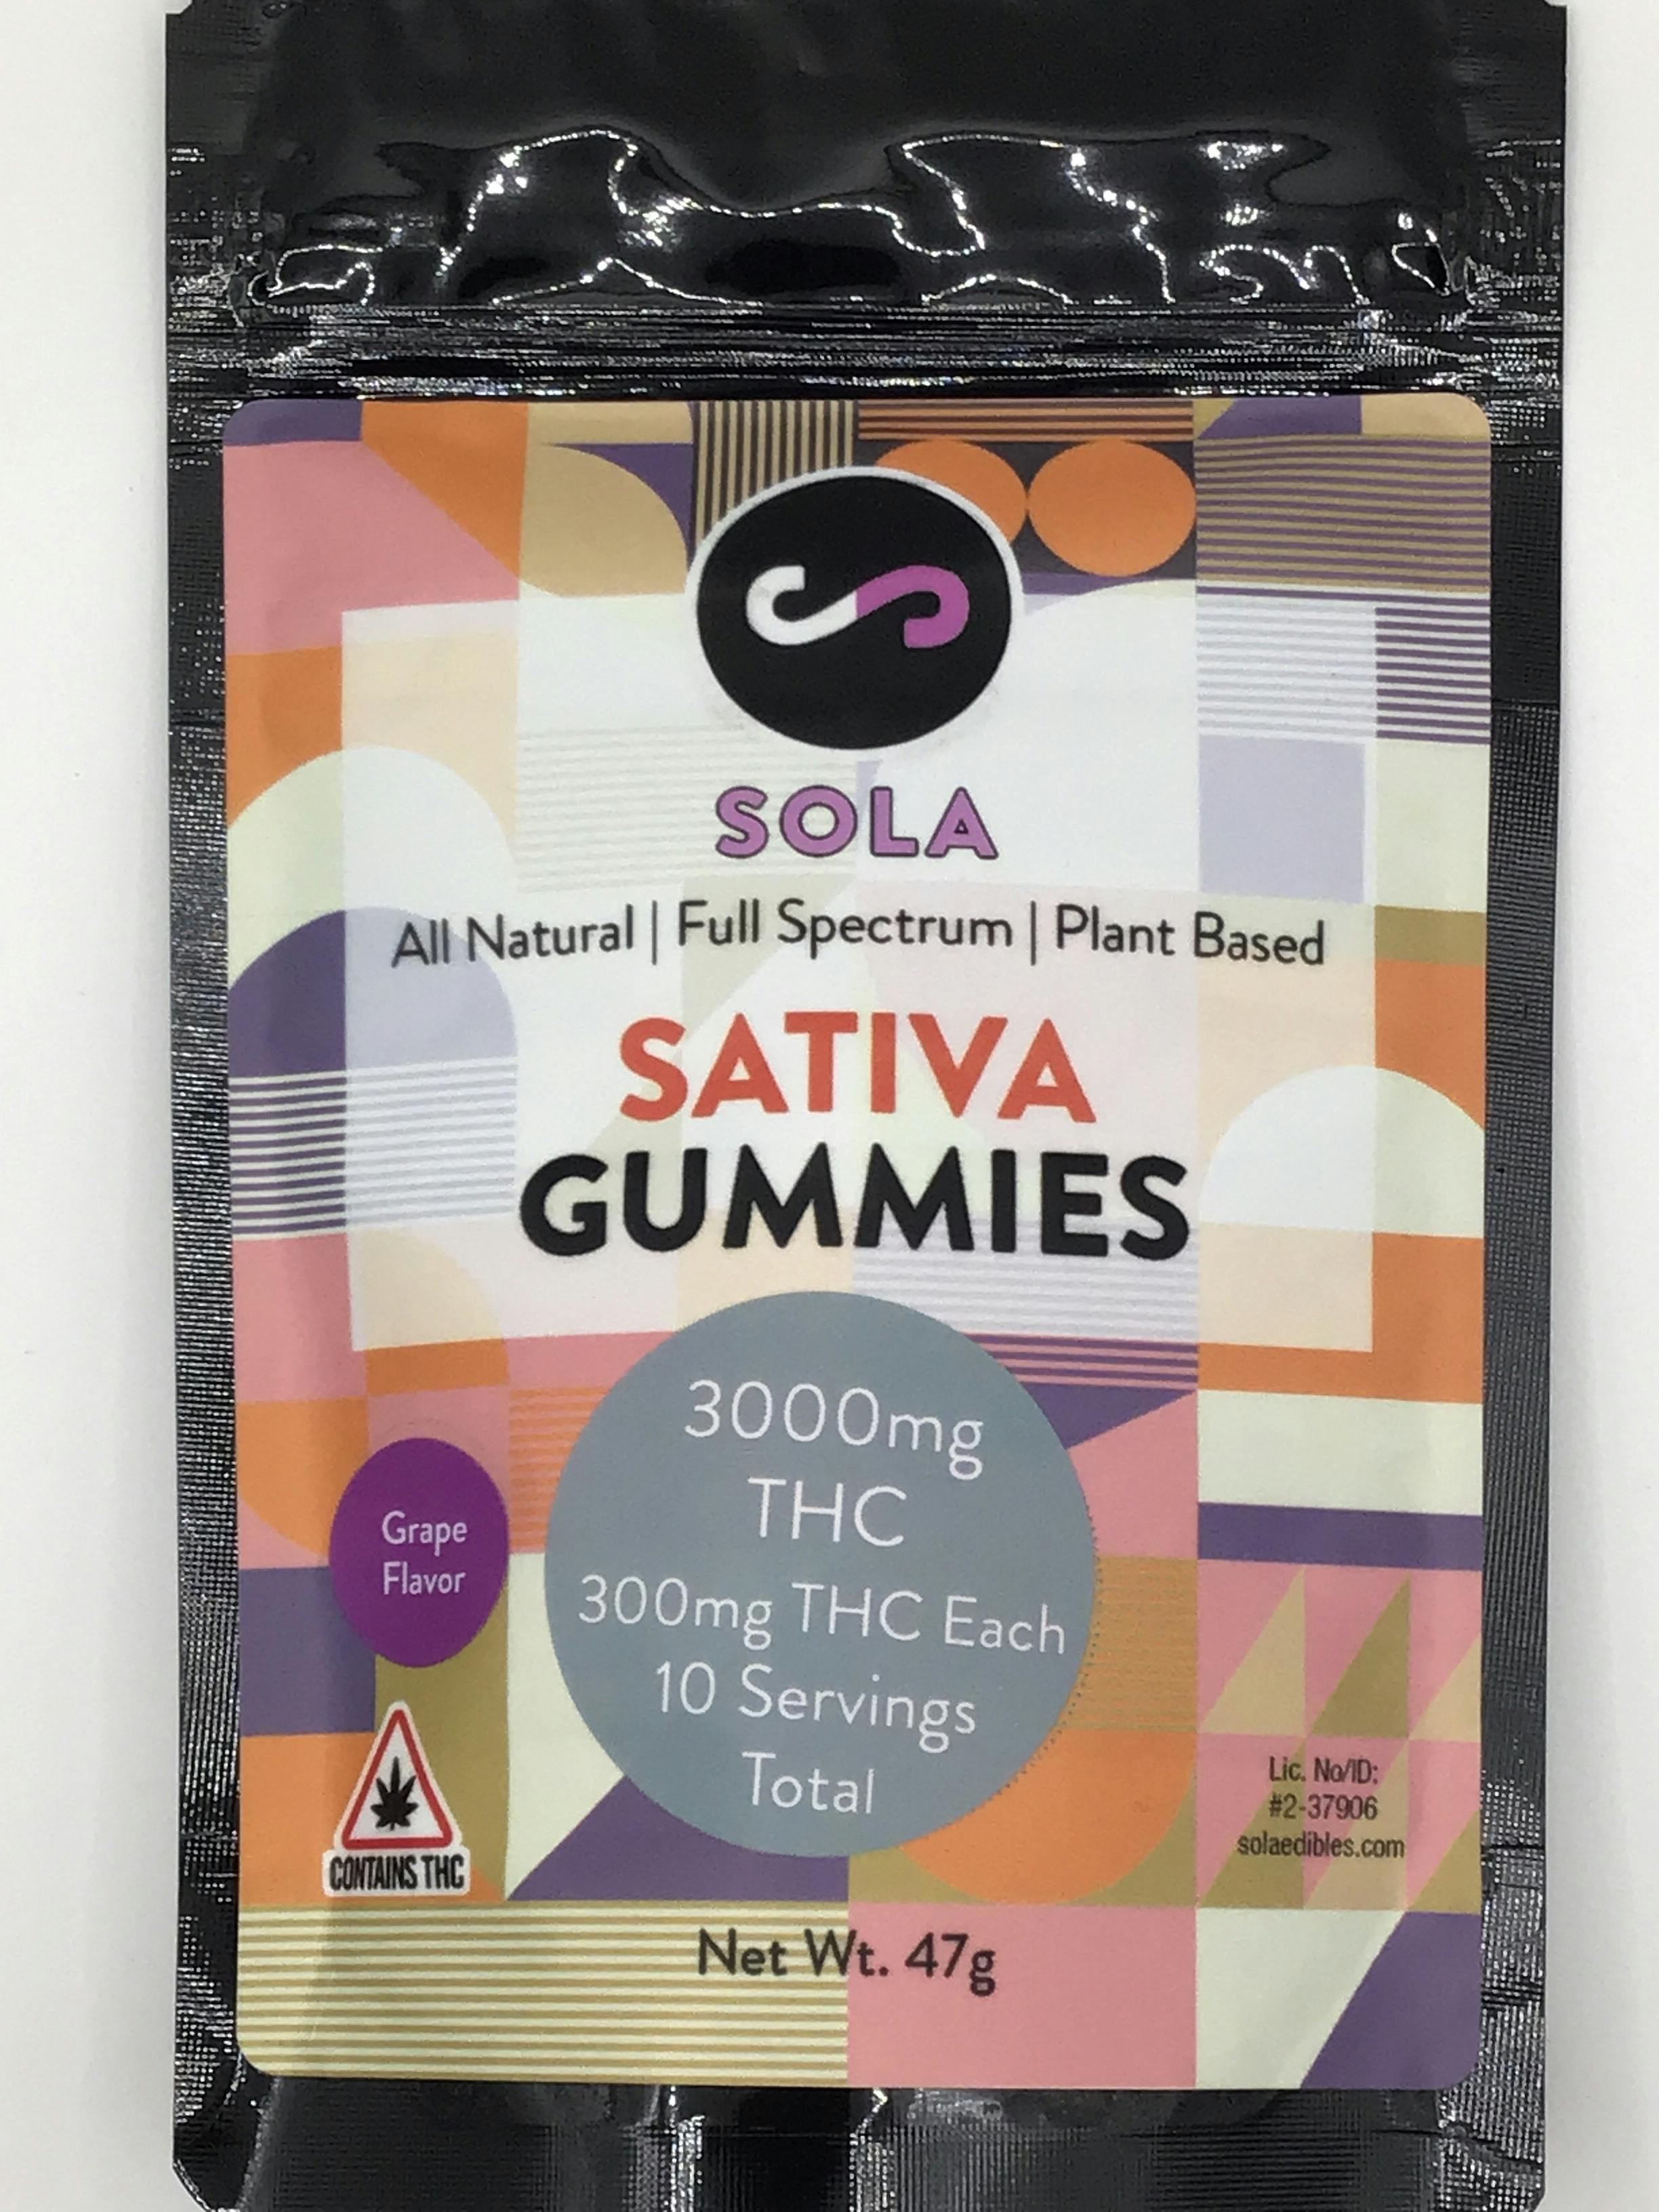 SOLA
All Natural | Full Spectrum | Plant Based
SATIVA
GUMMIES
3000mg
THC
300mg THC Each
10 Servings
Total
Grape
Flavor
CONTAINS THC
Lic. No/ID:
#2-37906
solaedibles.com
Net Wt. 47g